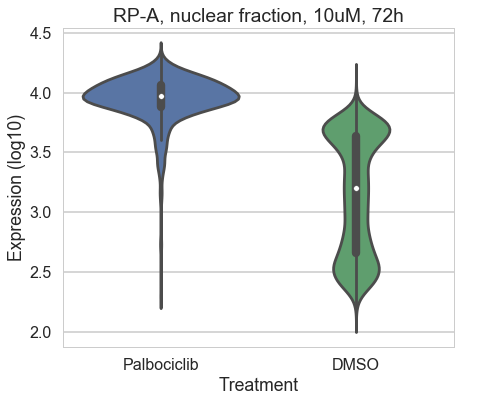 RP-A, nuclear fraction, 10uM, 72h
4.5
4.0
3.5
3.0
2.5
2.0
Expression (log10)
Palbociclib DMSO
Treatment